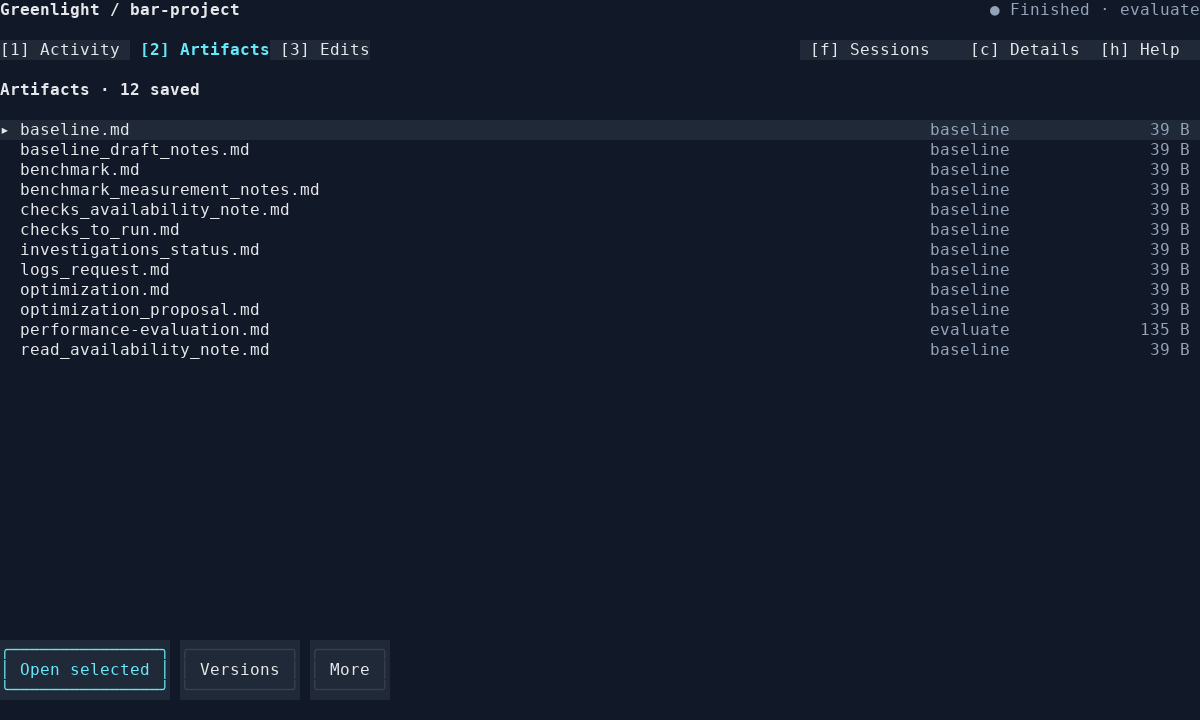 Greenlight / bar-project ● Finished · evaluate
[1] Activity [2] Artifacts [3] Edits [f] Sessions [c] Details [h] Help
Artifacts · 12 saved
▸ baseline.md baseline 39 B
baseline_draft_notes.md baseline 39 B
benchmark.md baseline 39 B
benchmark_measurement_notes.md baseline 39 B
checks_availability_note.md baseline 39 B
checks_to_run.md baseline 39 B
investigations_status.md baseline 39 B
logs_request.md baseline 39 B
optimization.md baseline 39 B
optimization_proposal.md baseline 39 B
performance-evaluation.md evaluate 135 B
read_availability_note.md baseline 39 B
Open selected Versions More